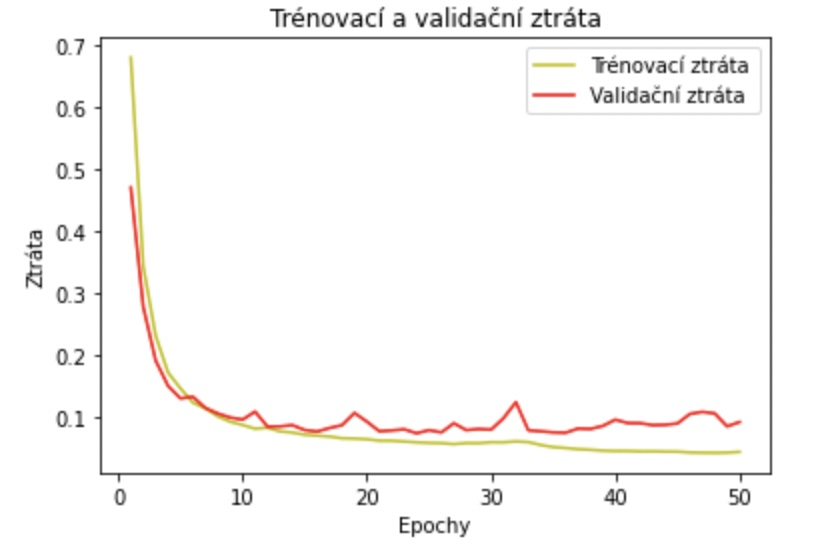 Trénovací a validační ztráta
0.7
0.6
0.5
0.4
0.3
0.2
0.1
Ztráta
Trénovací ztráta
Validační ztráta
0
10
20
30
40
50
Epochy